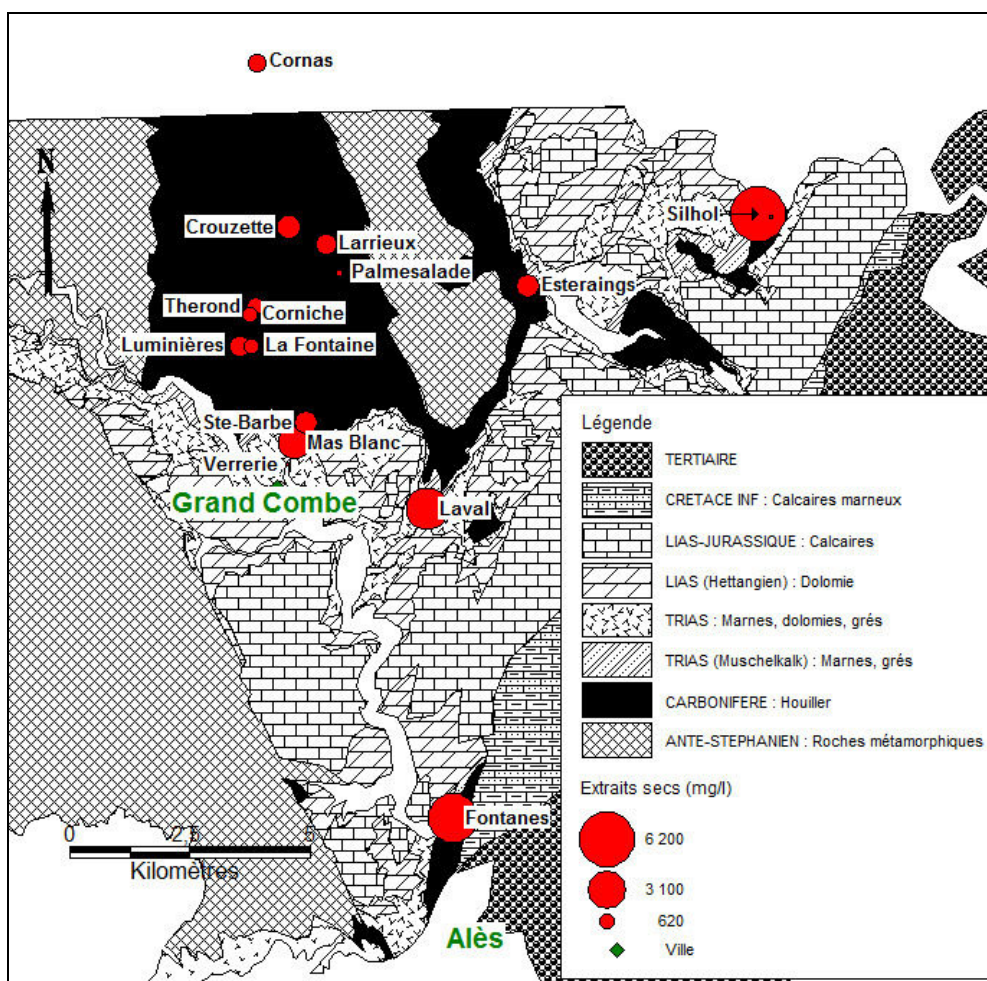 Cornas
N
Silhol
Crouzette
Larrieux
Palmesalade
Esteraings
Therond
Corniche
Luminières
La Fontaine
Ste-Barbe
Mas Blanc
Verrerie
Grand Combe
Laval
Fontanes
Alès
0 2,5 5
Kilomètres
Légende
TERTIAIRE
CRETACE INF : Calcaires marneux
LIAS-JURASSIQUE : Calcaires
LIAS (Hettangien) : Dolomie
TRIAS : Marnes, dolomies, grés
TRIAS (Muschelkalk) : Marnes, grés
CARBONIFERE : Houiller
ANTE-STEPHANIEN : Roches métamorphiques
Extraits secs (mg/l)
6 200
3 100
620
Ville